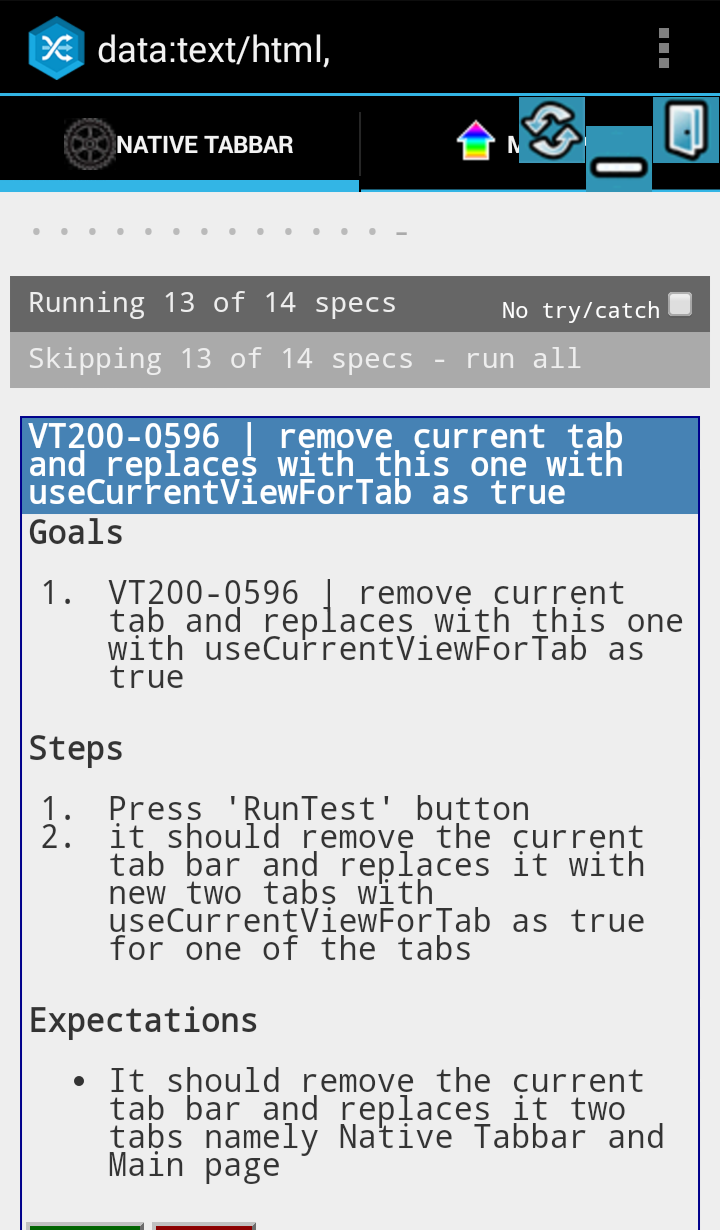 data:text/html,
NATIVE TABBAR
M
. . . . . . . . . . . . . –
Running 13 of 14 specs
No try/catch
Skipping 13 of 14 specs - run all
VT200-0596 | remove current tab
and replaces with this one with
useCurrentViewForTab as true
Goals
1. VT200-0596 | remove current
tab and replaces with this one
with useCurrentViewForTab as
true
Steps
1. Press 'RunTest' button
2. it should remove the current
tab bar and replaces it with
new two tabs with
useCurrentViewForTab as true
for one of the tabs
Expectations
• It should remove the current
tab bar and replaces it two
tabs namely Native Tabbar and
Main page